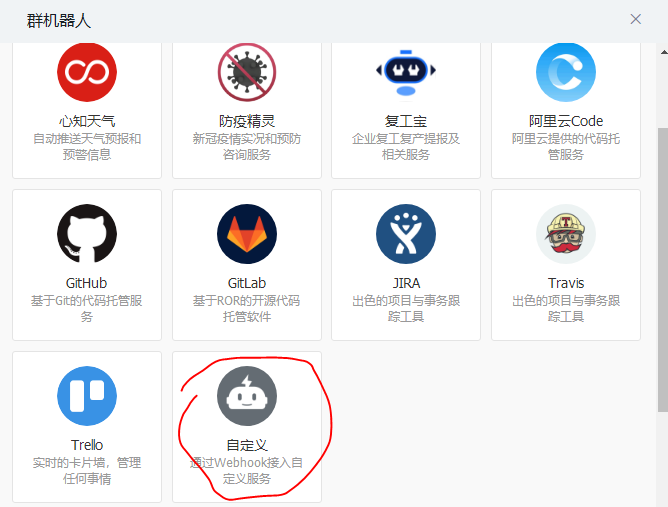 群机器人
心知天气
自动推送天气预报和
预警信息
防疫精灵
新冠疫情实况和预防
咨询服务
复工宝
企业复工复产提报及
相关服务
阿里云Code
阿里云提供的代码托
管服务
GitHub
基于Git的代码托管服
务
GitLab
基于ROR的开源代码
托管软件
JIRA
出色的项目与事务跟
踪工具
Travis
出色的项目与事务跟
踪工具
Trello
实时的卡片墙，管理
任何事情
自定义
通过Webhook接入自
定义服务